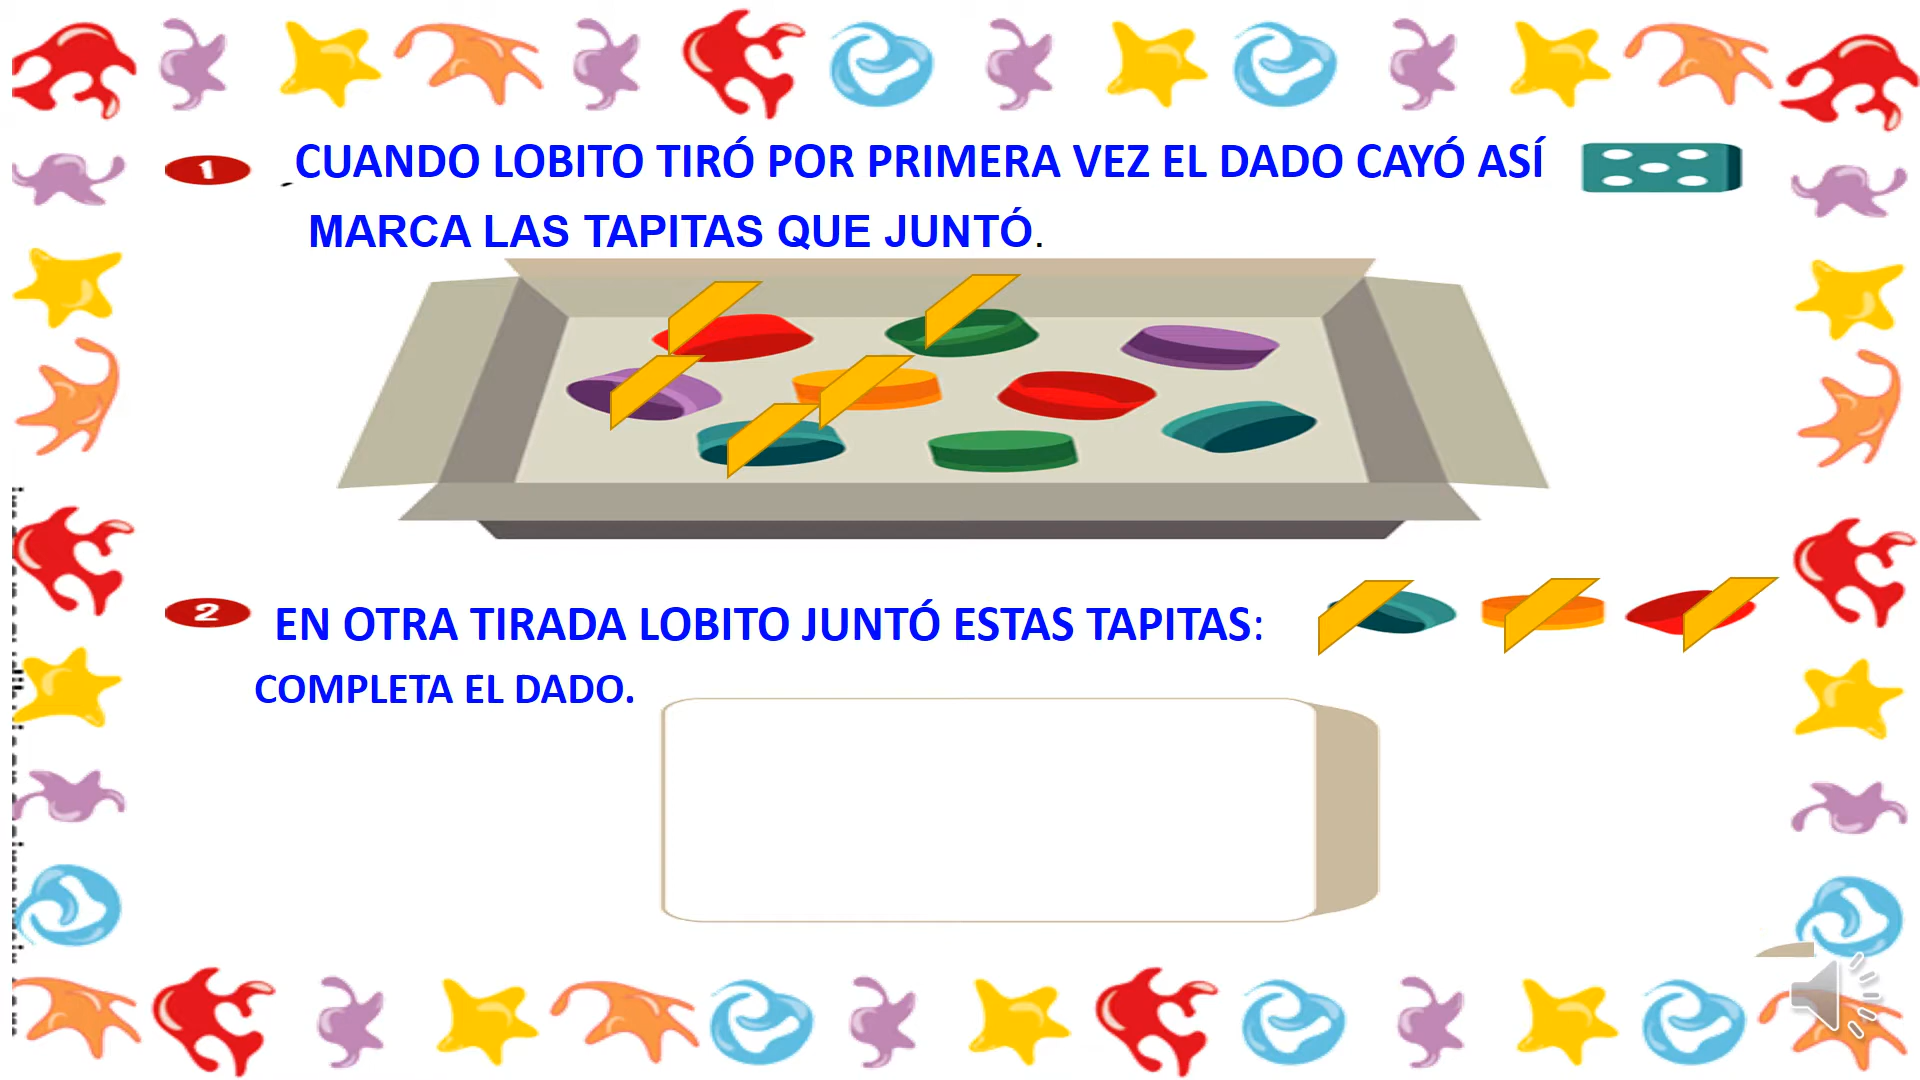 1 CUANDO LOBITO TIRÓ POR PRIMERA VEZ EL DADO CAYÓ ASÍ
MARCA LAS TAPITAS QUE JUNTÓ.
2 EN OTRA TIRADA LOBITO JUNTÓ ESTAS TAPITAS:
COMPLETA EL DADO.